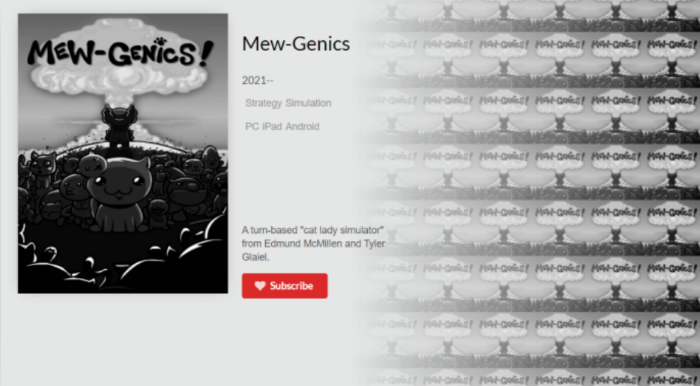 MEW-GENICS!
Mew-Genics
2021--
Strategy Simulation
PC iPad Android
A turn-based "cat lady simulator"
from Edmund McMillen and Tyler
Glaiel.
Subscribe